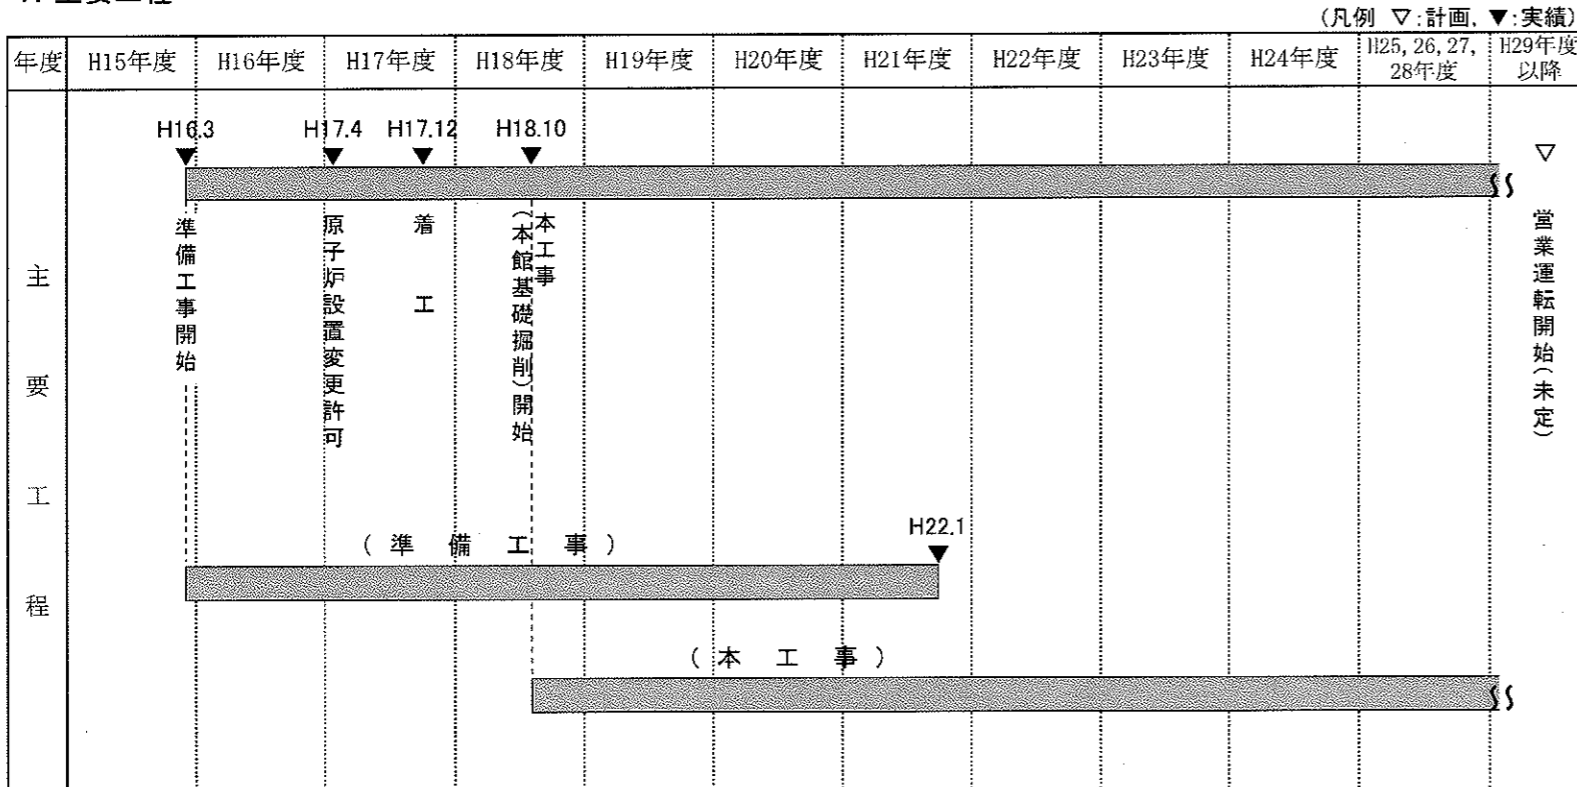 (凡例 ▽:計画, ▼:実績)
年度 H15年度 H16年度 H17年度 H18年度 H19年度 H20年度 H21年度 H22年度 H23年度 H24年度 H25,26,27,28年度 H29年度以降
主要工程
H16.3 H17.4 H17.12 H18.10
▼ ▼ ▼ ▼ ▽
準備工事開始
原子炉設置変更許可
着工
本工事
(本館基礎掘削)開始
営業運転開始(未定)
H22.1
(準備工事) ▼
(本工事)